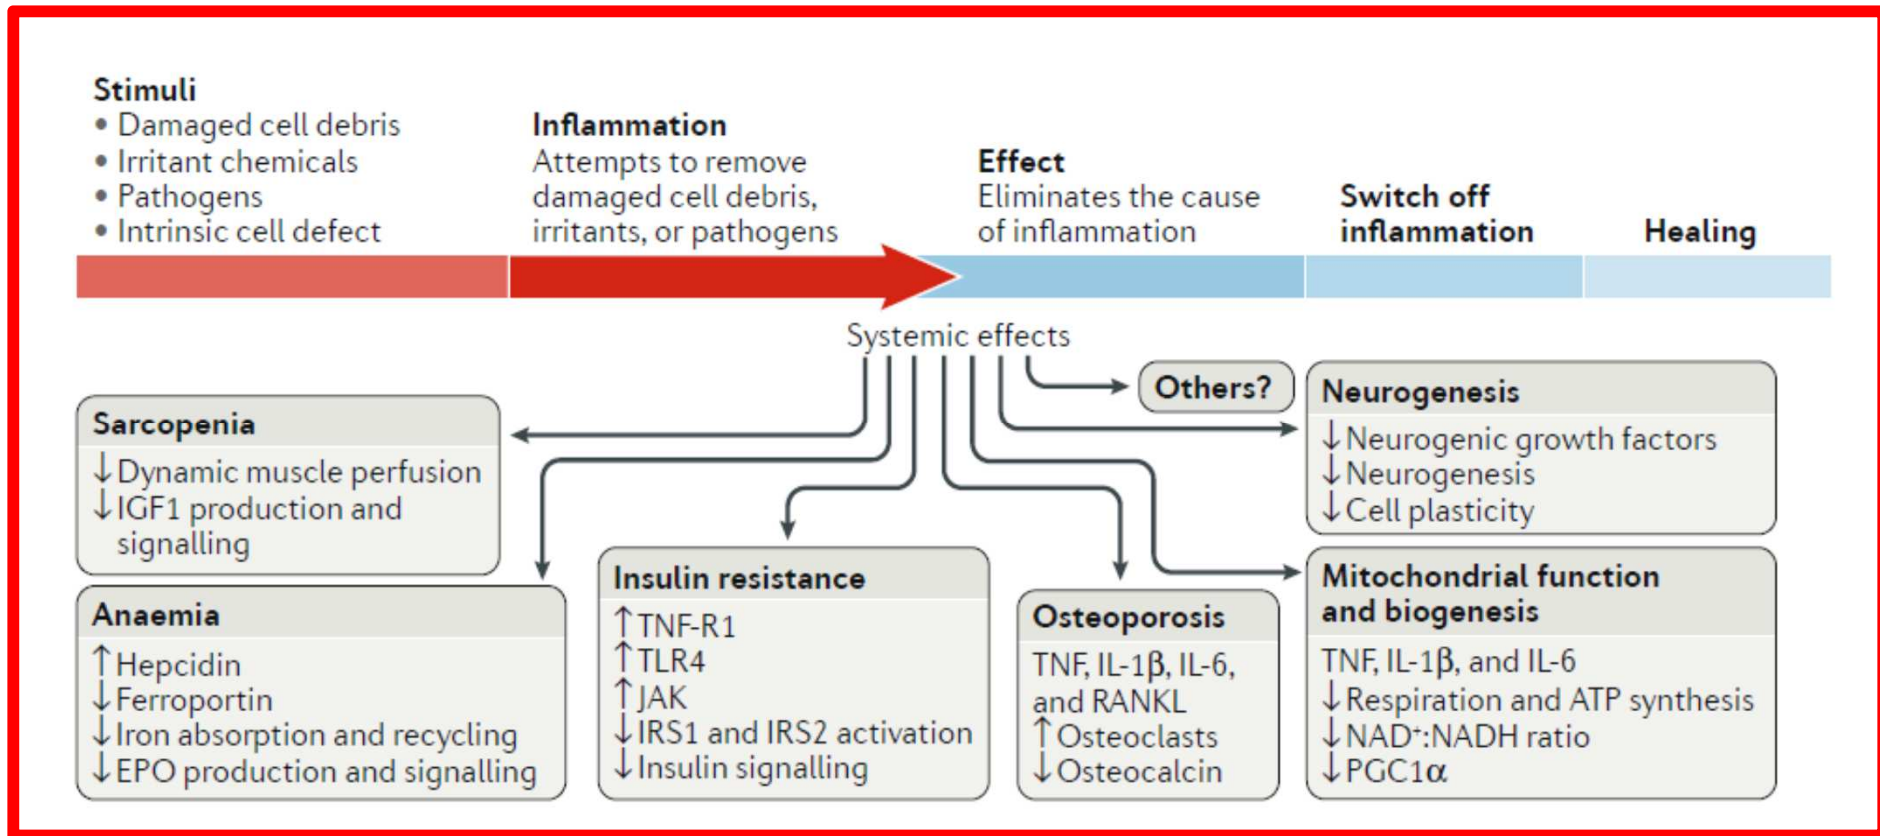 Stimuli
• Damaged cell debris
• Irritant chemicals
• Pathogens
• Intrinsic cell defect
Inflammation
Attempts to remove
damaged cell debris,
irritants, or pathogens
Effect
Eliminates the cause
of inflammation
Switch off
inflammation
Healing
Systemic effects
Others?
Sarcopenia
↓Dynamic muscle perfusion
↓IGF1 production and
signalling
Anaemia
↑Hepcidin
↓Ferroportin
↓Iron absorption and recycling
↓EPO production and signalling
Insulin resistance
↑TNF-R1
↑TLR4
↑JAK
↓IRS1 and IRS2 activation
↓Insulin signalling
Osteoporosis
TNF, IL-1β, IL-6,
and RANKL
↑Osteoclasts
↓Osteocalcin
Neurogenesis
↓Neurogenic growth factors
↓Neurogenesis
↓Cell plasticity
Mitochondrial function
and biogenesis
TNF, IL-1β, and IL-6
↓Respiration and ATP synthesis
↓NAD⁺:NADH ratio
↓PGC1α